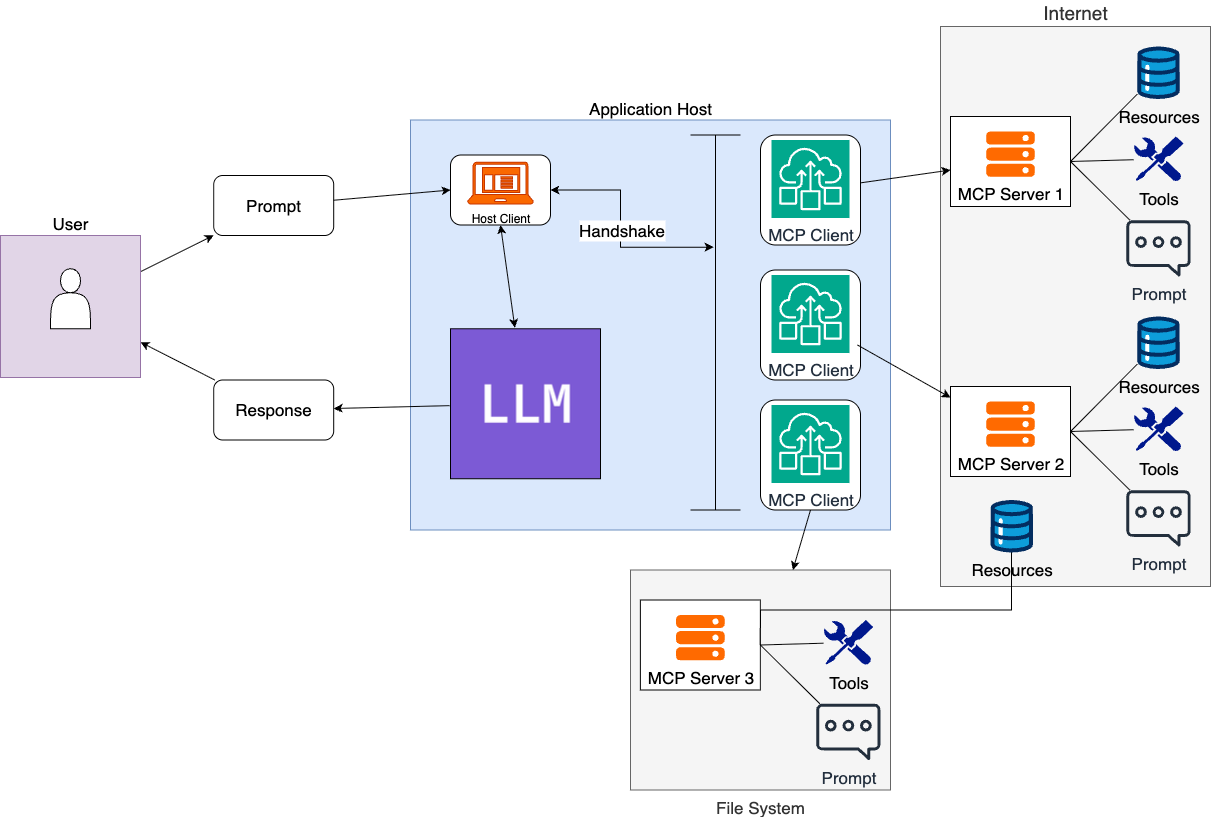 Internet
Application Host
Resources
Host Client
MCP Server 1
Tools
Prompt
User
Handshake
MCP Client
Prompt
Resources
MCP Client
LLM
Response
MCP Server 2
Tools
MCP Client
Prompt
Resources
MCP Server 3
Tools
Prompt
File System